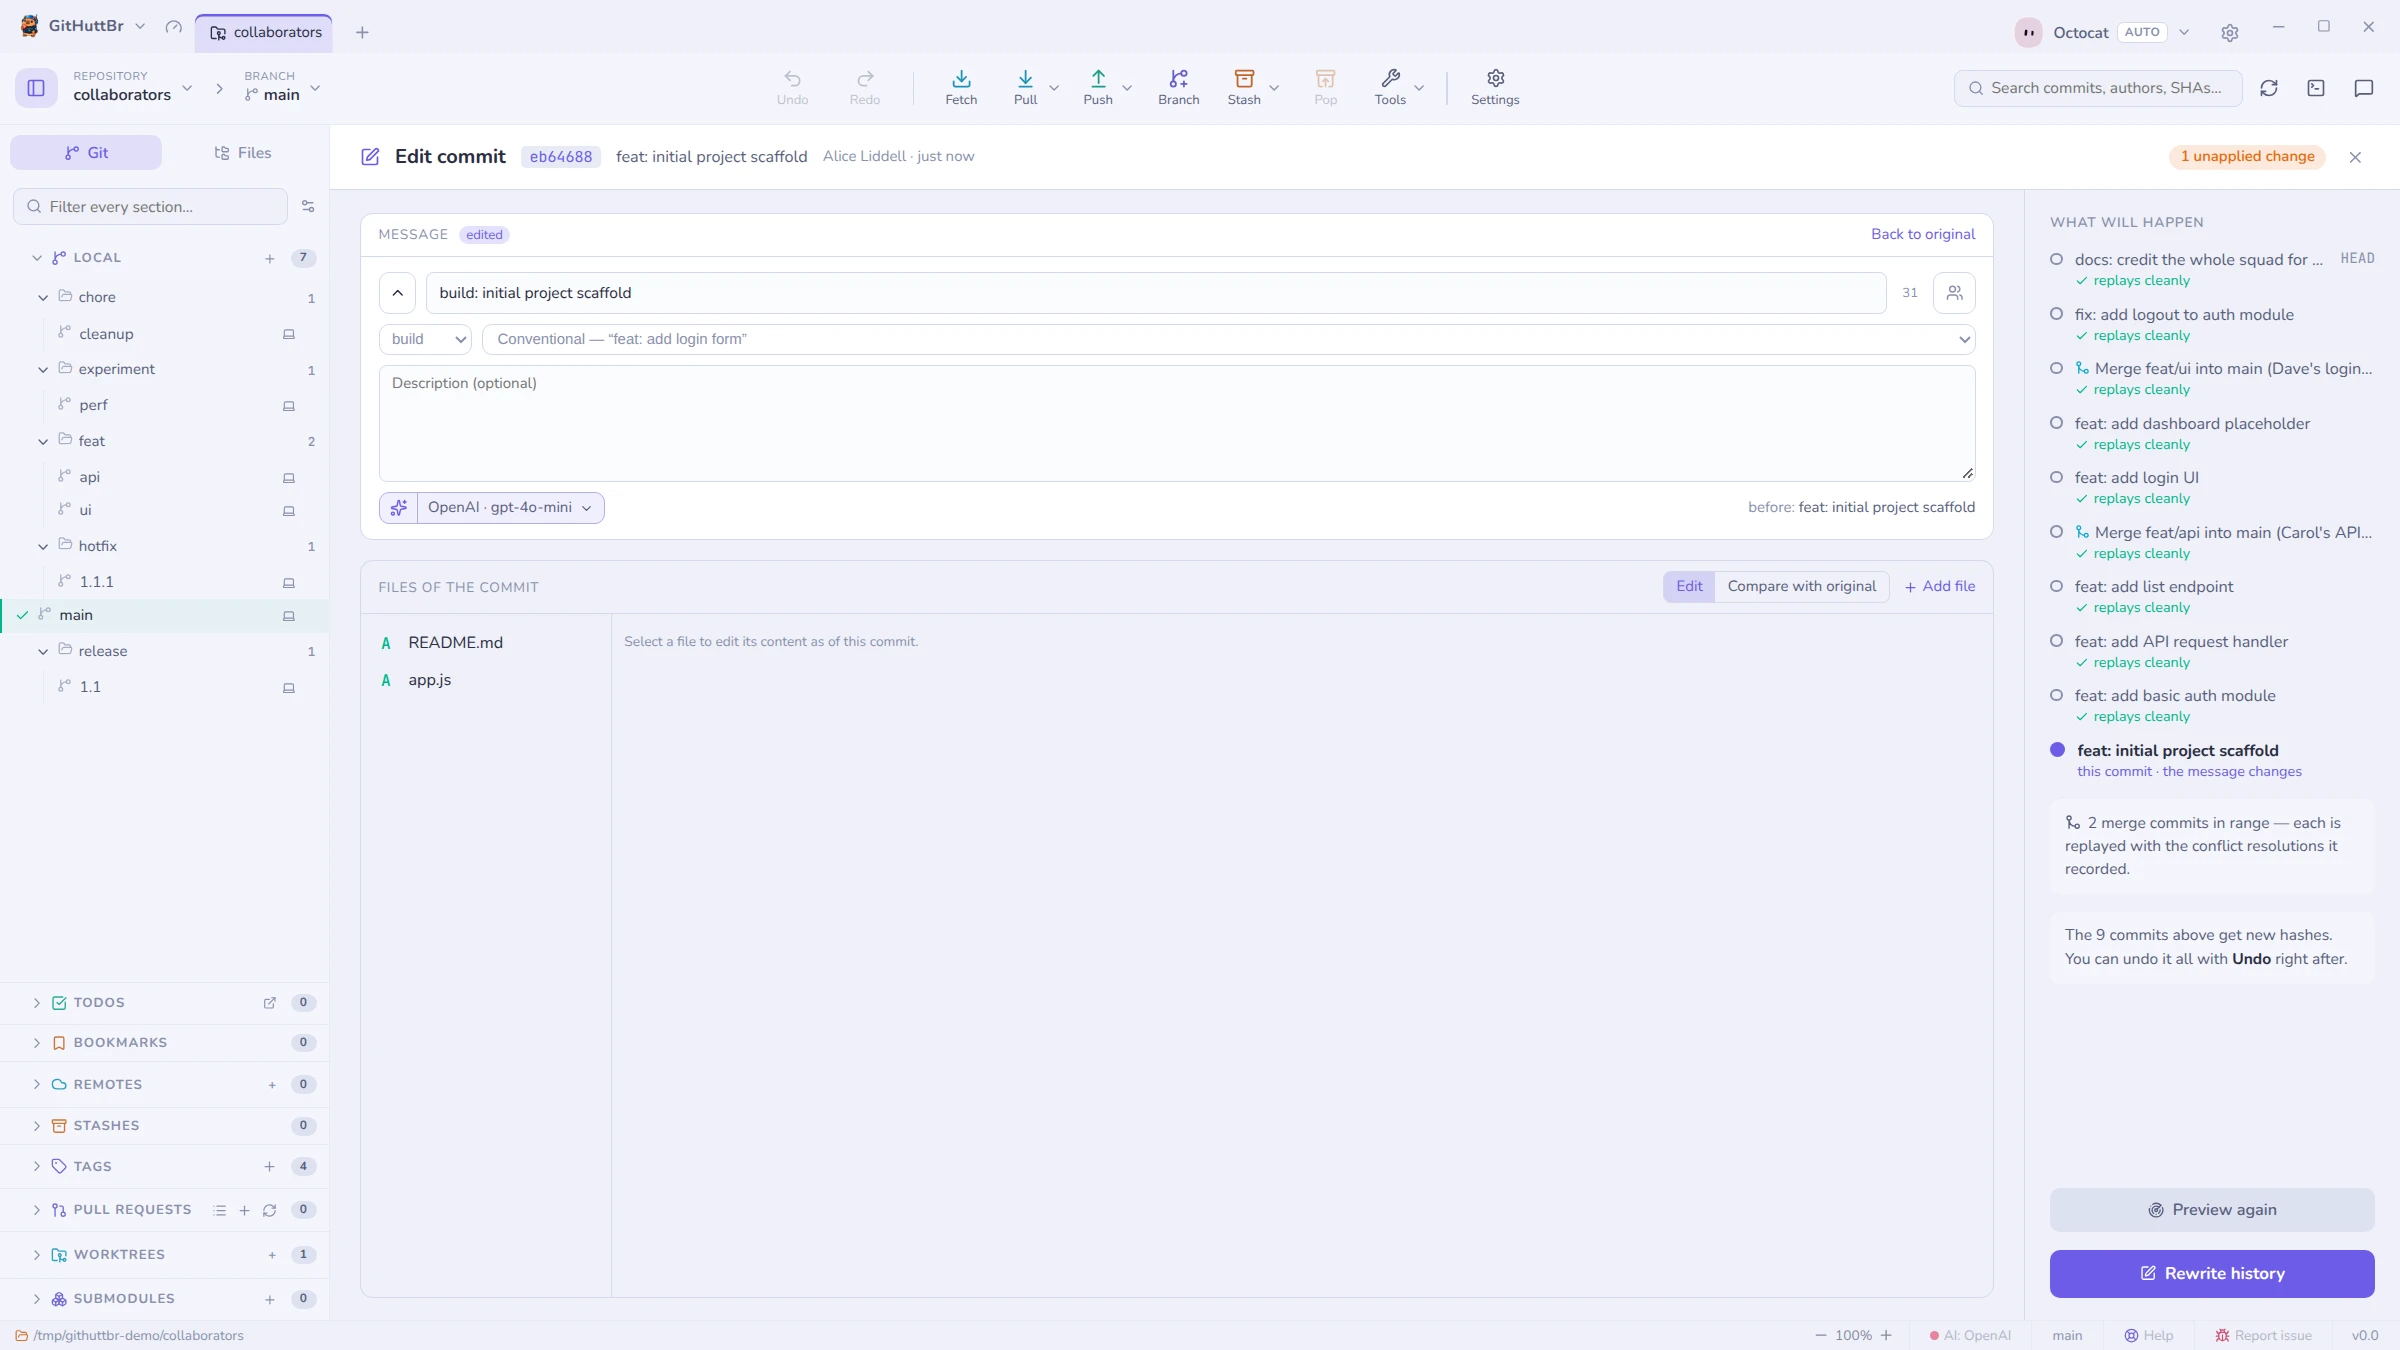 GitHuttBr
collaborators
Octocat AUTO
REPOSITORY
collaborators
BRANCH
main
Undo
Redo
Fetch
Pull
Push
Branch
Stash
Pop
Tools
Settings
Search commits, authors, SHAs...
Git
Files
Filter every section...
LOCAL 7
chore 1
cleanup
experiment 1
perf
feat 2
api
ui
hotfix 1
1.1.1
main
release 1
1.1
TODOS 0
BOOKMARKS 0
REMOTES 0
STASHES 0
TAGS 4
PULL REQUESTS 0
WORKTREES 1
SUBMODULES 0
Edit commit eb64688 feat: initial project scaffold Alice Liddell · just now
1 unapplied change
MESSAGE edited
Back to original
build: initial project scaffold
31
build
Conventional — “feat: add login form”
Description (optional)
OpenAI · gpt-4o-mini
before: feat: initial project scaffold
FILES OF THE COMMIT
Edit
Compare with original
Add file
A README.md
A app.js
Select a file to edit its content as of this commit.
WHAT WILL HAPPEN
docs: credit the whole squad for ... HEAD
replays cleanly
fix: add logout to auth module
replays cleanly
Merge feat/ui into main (Dave's login...
replays cleanly
feat: add dashboard placeholder
replays cleanly
feat: add login UI
replays cleanly
Merge feat/api into main (Carol's API...
replays cleanly
feat: add list endpoint
replays cleanly
feat: add API request handler
replays cleanly
feat: add basic auth module
replays cleanly
feat: initial project scaffold
this commit · the message changes
2 merge commits in range — each is
replayed with the conflict resolutions it
recorded.
The 9 commits above get new hashes.
You can undo it all with Undo right after.
Preview again
Rewrite history
/tmp/githuttbr-demo/collaborators
100%
AI: OpenAI
main
Help
Report issue
v0.0